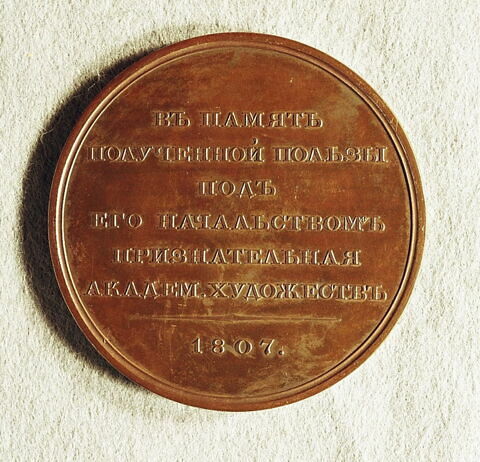 ВЪ ПАМЯТЬ
ПОЛУЧЕННОЙ ПОЛЬЗЫ
ПОДЪ
ЕГО НАЧАЛЬСТВОМЪ
ПРИЗНАТЕЛЬНАЯ
АКАДЕМ. ХУДОЖЕСТВЪ
1807.